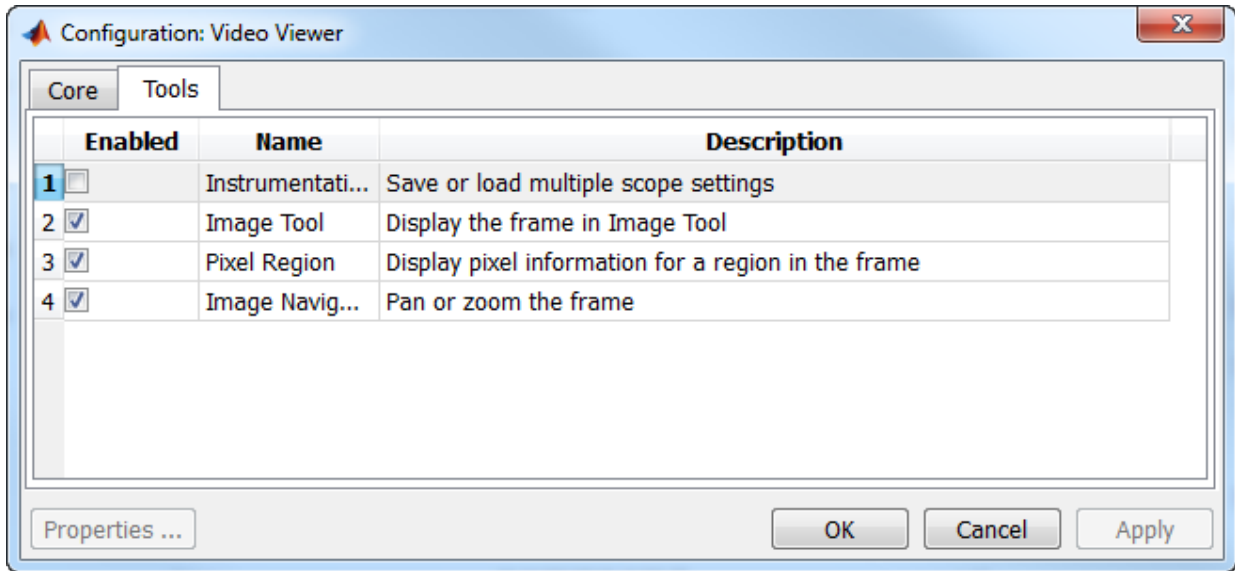 Configuration: Video Viewer
Core Tools
Enabled Name Description
1 Instrumentati... Save or load multiple scope settings
2 Image Tool Display the frame in Image Tool
3 Pixel Region Display pixel information for a region in the frame
4 Image Navig... Pan or zoom the frame
Properties ... OK Cancel Apply